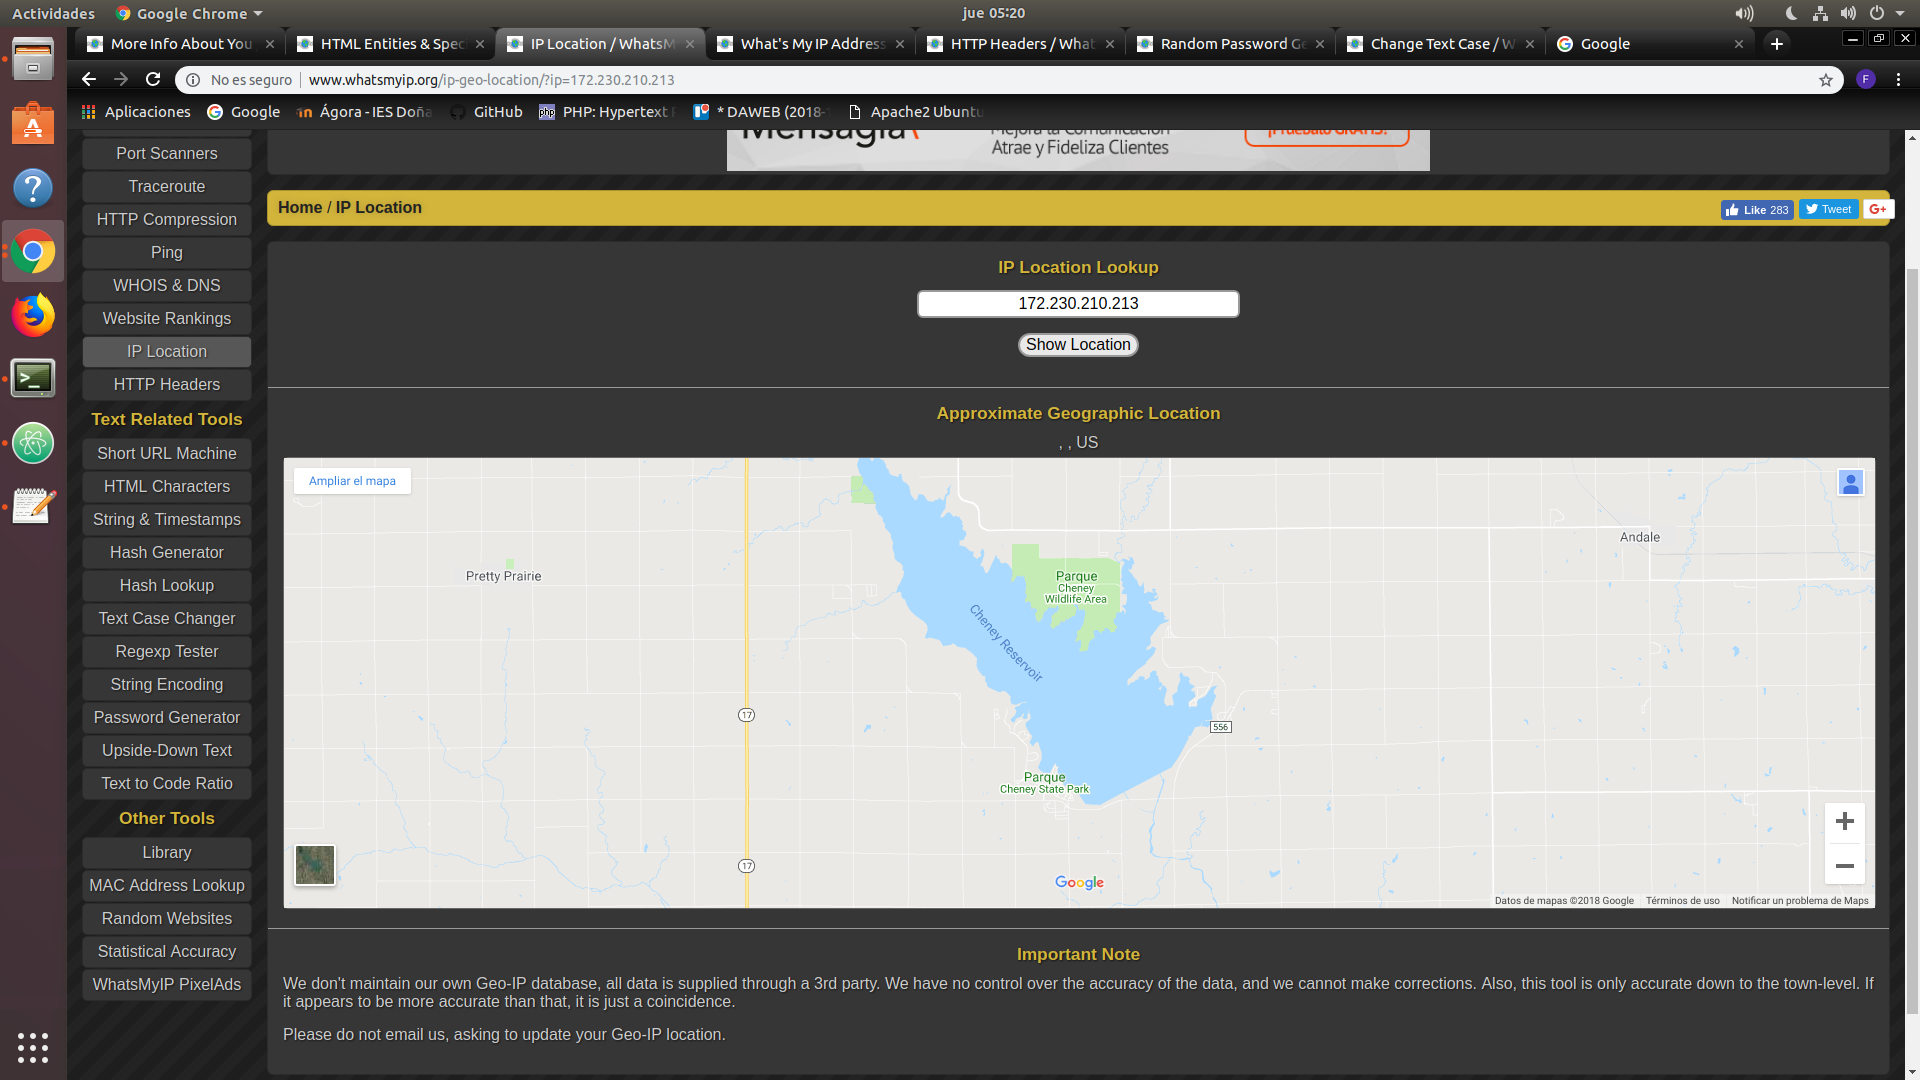 Actividades
Google Chrome
jue 05:20
More Info About You
HTML Entities & Spec
IP Location / WhatsM
What's My IP Address
HTTP Headers / What
Random Password Ge
Change Text Case / W
Google
No es seguro
www.whatsmyip.org/ip-geo-location/?ip=172.230.210.213
F
Aplicaciones
Google
Ágora - IES Doña
GitHub
php
PHP: Hypertext P
* DAWEB (2018-
Apache2 Ubuntu
Mensagia
Mejora la Comunicación
Atrae y Fideliza Clientes
¡Pruébalo GRATIS!
Port Scanners
Traceroute
HTTP Compression
Ping
WHOIS & DNS
Website Rankings
IP Location
HTTP Headers
Text Related Tools
Short URL Machine
HTML Characters
String & Timestamps
Hash Generator
Hash Lookup
Text Case Changer
Regexp Tester
String Encoding
Password Generator
Upside-Down Text
Text to Code Ratio
Other Tools
Library
MAC Address Lookup
Random Websites
Statistical Accuracy
WhatsMyIP PixelAds
Home / IP Location
Like 283
Tweet
G+
IP Location Lookup
172.230.210.213
Show Location
Approximate Geographic Location
, , US
Ampliar el mapa
Andale
Pretty Prairie
Parque
Cheney
Wildlife Area
Cheney Reservoir
17
556
Parque
Cheney State Park
17
Google
Datos de mapas ©2018 Google
Términos de uso
Notificar un problema de Maps
Important Note
We don't maintain our own Geo-IP database, all data is supplied through a 3rd party. We have no control over the accuracy of the data, and we cannot make corrections. Also, this tool is only accurate down to the town-level. If
it appears to be more accurate than that, it is just a coincidence.
Please do not email us, asking to update your Geo-IP location.